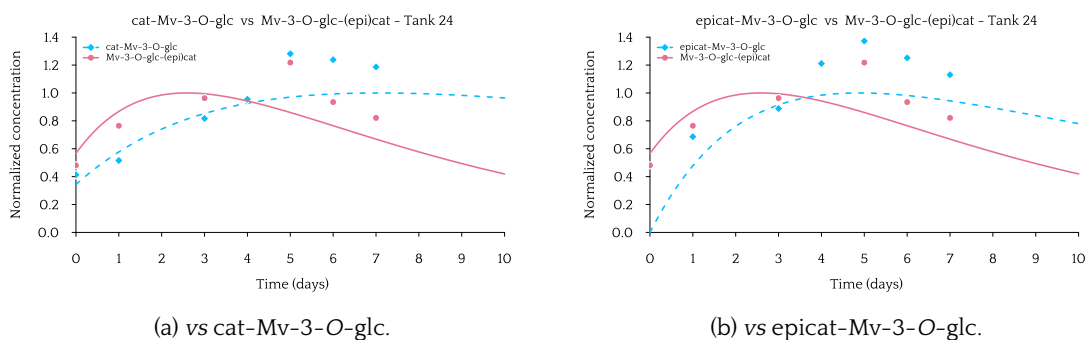 cat-Mv-3-O-glc vs Mv-3-O-glc-(epi)cat - Tank 24
Normalized concentration
1.4
1.2
1.0
0.8
0.6
0.4
0.2
0.0
cat-Mv-3-O-glc
Mv-3-O-glc-(epi)cat
0 1 2 3 4 5 6 7 8 9 10
Time (days)
(a) vs cat-Mv-3-O-glc.
epicat-Mv-3-O-glc vs Mv-3-O-glc-(epi)cat - Tank 24
Normalized concentration
1.4
1.2
1.0
0.8
0.6
0.4
0.2
0.0
epicat-Mv-3-O-glc
Mv-3-O-glc-(epi)cat
0 1 2 3 4 5 6 7 8 9 10
Time (days)
(b) vs epicat-Mv-3-O-glc.